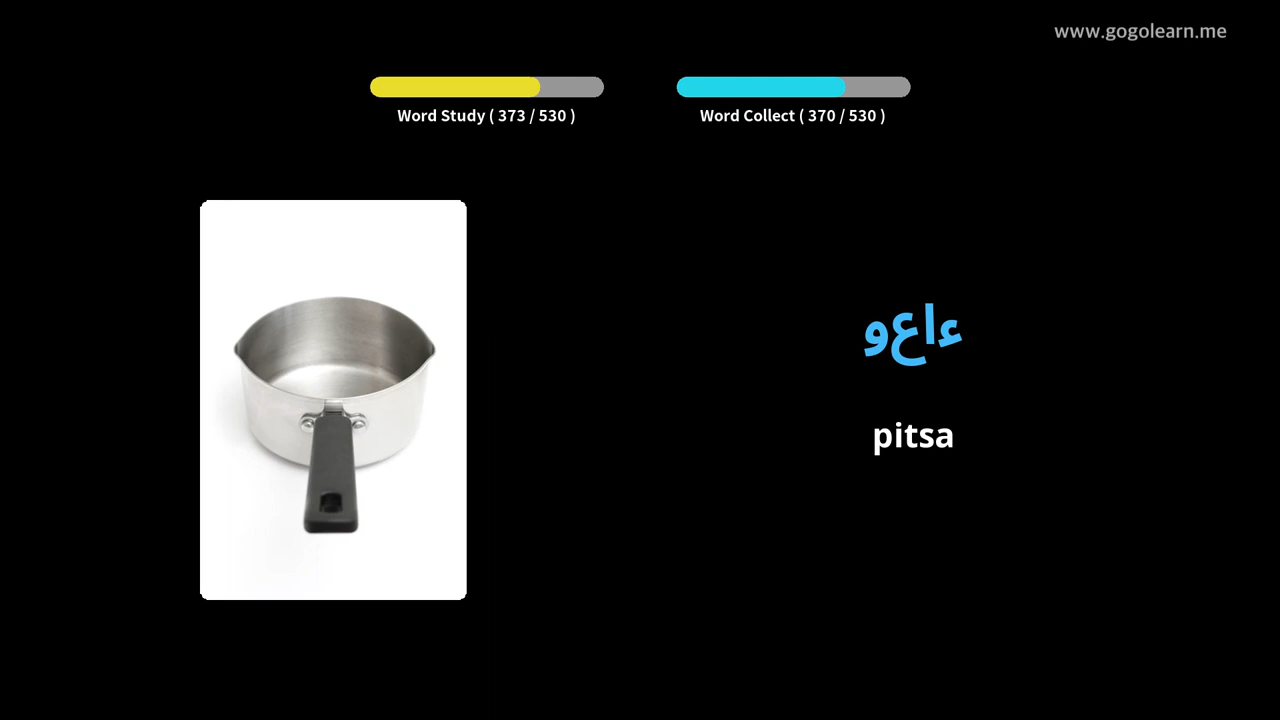 www.gogolearn.me
Word Study ( 373 / 530 )
Word Collect ( 370 / 530 )
ءاعو
pitsa